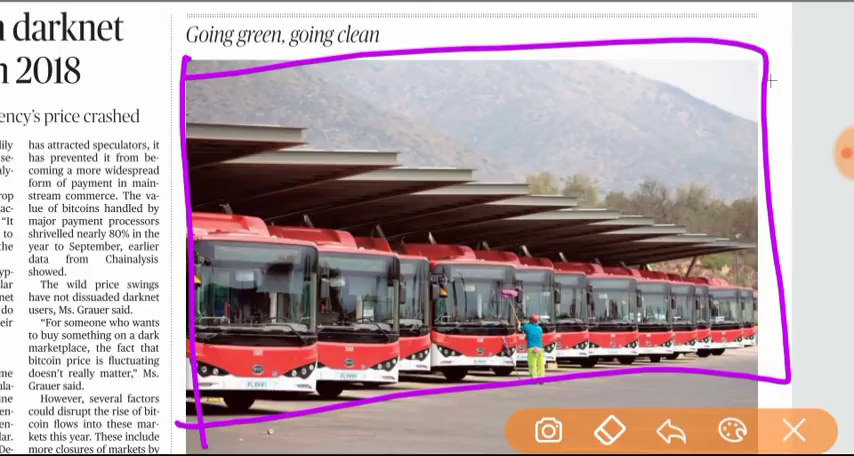 darknet
2018
ency's price crashed
has attracted speculators, it
has prevented it from be-
coming a more widespread
form of payment in main-
stream commerce. The va-
lue of bitcoins handled by
major payment processors
shrivelled nearly 80% in the
year to September, earlier
data from Chainalysis
showed.
The wild price swings
have not dissuaded darknet
users, Ms. Grauer said.
"For someone who wants
to buy something on a dark
marketplace, the fact that
bitcoin price is fluctuating
doesn't really matter," Ms.
Grauer said.
However, several factors
could disrupt the rise of bit-
coin flows into these mar-
kets this year. These include
more closures of markets by
Going green, going clean